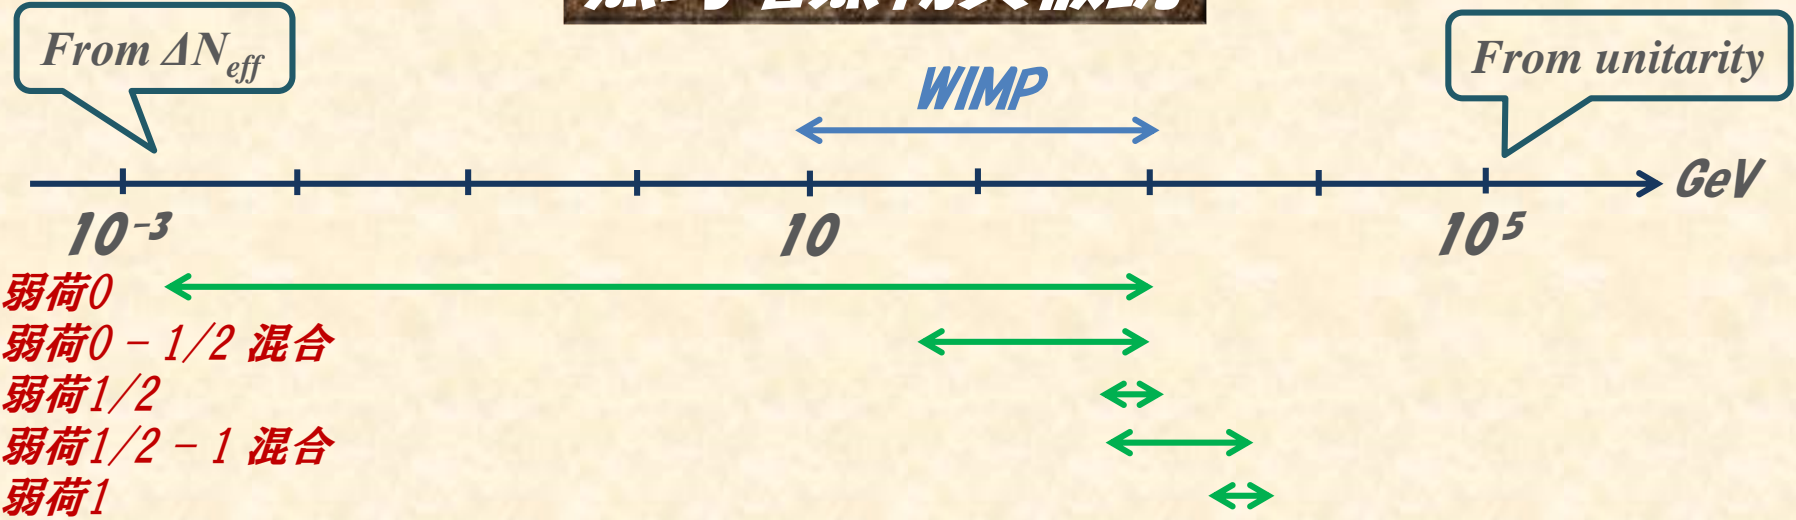 From ΔN_eff
From unitarity
WIMP
GeV
10⁻³
10
10⁵
弱荷0
弱荷0 - 1/2 混合
弱荷1/2
弱荷1/2 - 1 混合
弱荷1